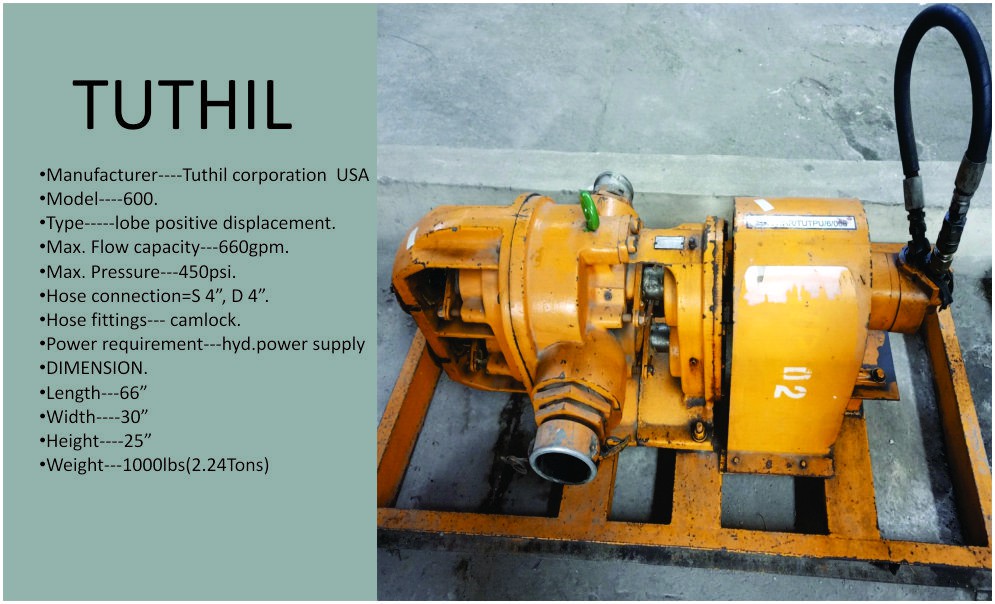 TUTHIL
•Manufacturer----Tuthil corporation  USA
•Model----600.
•Type-----lobe positive displacement.
•Max. Flow capacity---660gpm.
•Max. Pressure---450psi.
•Hose connection=S 4”, D 4”.
•Hose fittings--- camlock.
•Power requirement---hyd.power supply
•DIMENSION.
•Length---66”
•Width----30”
•Height----25”
•Weight---1000lbs(2.24Tons)